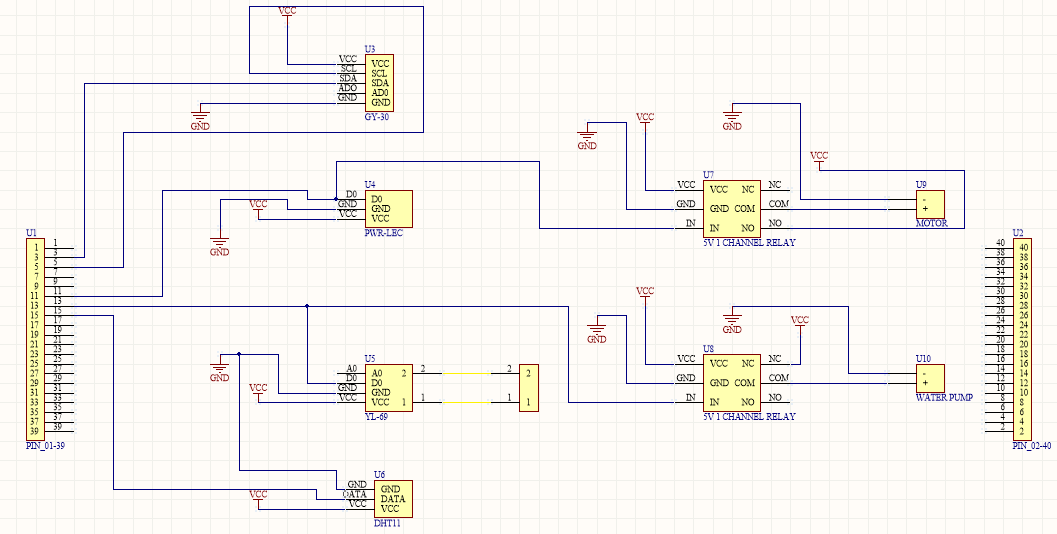 VCC
U3
VCC VCC
SCL SCL
SDA SDA
ADO AD0
GND GND
GY-30
GND
U4
D0 D0
GND GND
VCC VCC
PWR-LEC
VCC
GND
GND
VCC
U7
VCC VCC NC NC
GND GND COM COM
IN IN NO NO
5V 1 CHANNEL RELAY
GND
VCC
U9
-
+
MOTOR
U1
1 1
3 3
5 5
7 7
9 9
11 11
13 13
15 15
17 17
19 19
21 21
23 23
25 25
27 27
29 29
31 31
33 33
35 35
37 37
39 39
PIN_01-39
U2
40 40
38 38
36 36
34 34
32 32
30 30
28 28
26 26
24 24
22 22
20 20
18 18
16 16
14 14
12 12
10 10
8 8
6 6
4 4
2 2
PIN_02-40
GND
VCC
U5
A0 A0 2 2
D0 D0
GND GND
VCC VCC 1 1
YL-69
2 2
1 1
GND
VCC
U8
VCC VCC NC NC
GND GND COM COM
IN IN NO NO
5V 1 CHANNEL RELAY
GND
VCC
U10
-
+
WATER PUMP
VCC
U6
GND GND
DATA DATA
VCC VCC
DHT11